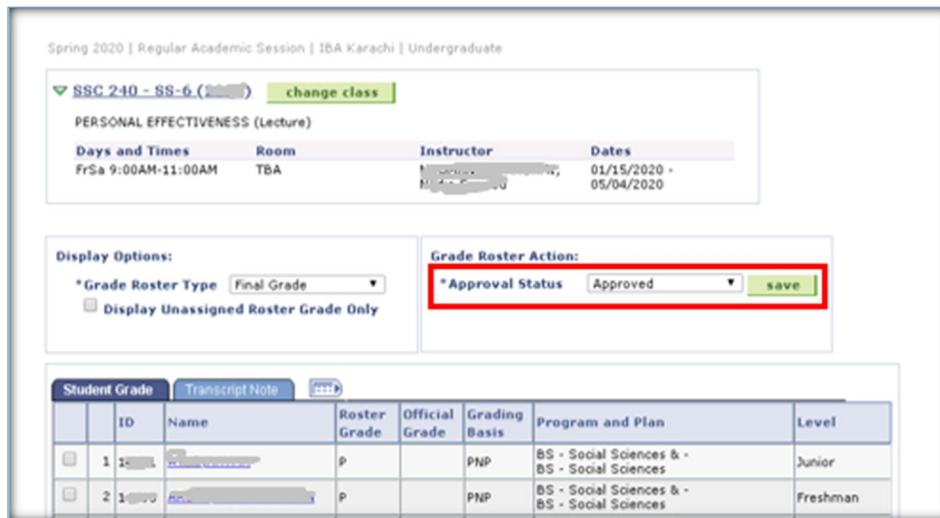 Spring 2020 | Regular Academic Session | IBA Karachi | Undergraduate
SSC 240 - SS-6 ( ) change class
PERSONAL EFFECTIVENESS (Lecture)
Days and Times Room Instructor Dates
FrSa 9:00AM-11:00AM TBA 01/15/2020 -
05/04/2020
Display Options: Grade Roster Action:
*Grade Roster Type Final Grade *Approval Status Approved save
Display Unassigned Roster Grade Only
Student Grade Transcript Note
ID Name Roster Grade Official Grade Grading Basis Program and Plan Level
1 P PNP BS - Social Sciences & - Junior
BS - Social Sciences
2 P PNP BS - Social Sciences & - Freshman
BS - Social Sciences